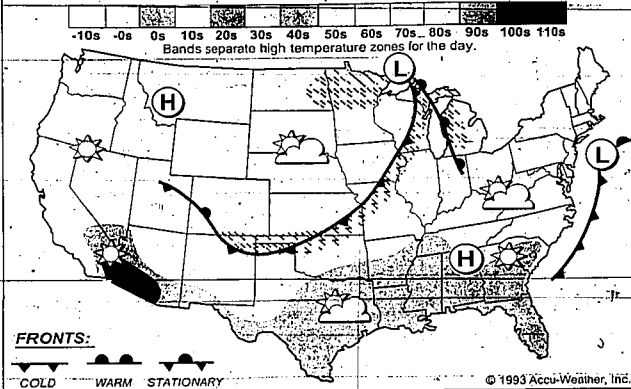 -10s -0s 0s 10s 20s 30s 40s 50s 60s 70s 80s 90s 100s 110s
Bands separate high temperature zones for the day.
L
H
L
H
FRONTS:
COLD WARM STATIONARY
© 1993 Accu-Weather, Inc.